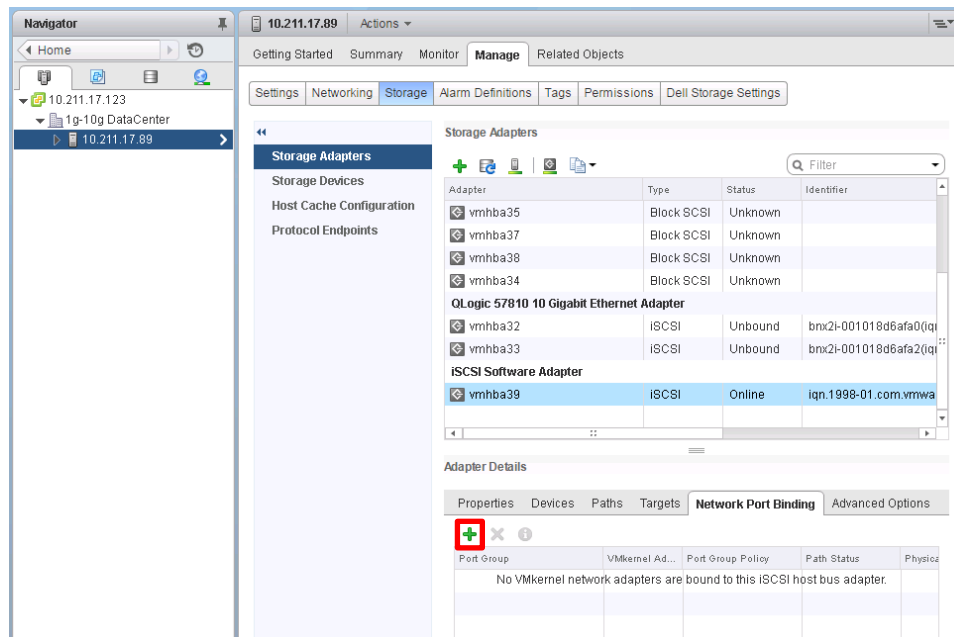 Navigator
Home
10.211.17.123
1g-10g DataCenter
10.211.17.89
10.211.17.89 Actions
Getting Started Summary Monitor Manage Related Objects
Settings Networking Storage Alarm Definitions Tags Permissions Dell Storage Settings
Storage Adapters
Storage Devices
Host Cache Configuration
Protocol Endpoints
Storage Adapters
Filter
Adapter Type Status Identifier
vmhba35 Block SCSI Unknown
vmhba37 Block SCSI Unknown
vmhba38 Block SCSI Unknown
vmhba34 Block SCSI Unknown
QLogic 57810 10 Gigabit Ethernet Adapter
vmhba32 iSCSI Unbound bnx2i-001018d6afa0(iqn
vmhba33 iSCSI Unbound bnx2i-001018d6afa2(iqn
iSCSI Software Adapter
vmhba39 iSCSI Online iqn.1998-01.com.vmwa
Adapter Details
Properties Devices Paths Targets Network Port Binding Advanced Options
Port Group VMkernel Ad... Port Group Policy Path Status Physica
No VMkernel network adapters are bound to this iSCSI host bus adapter.